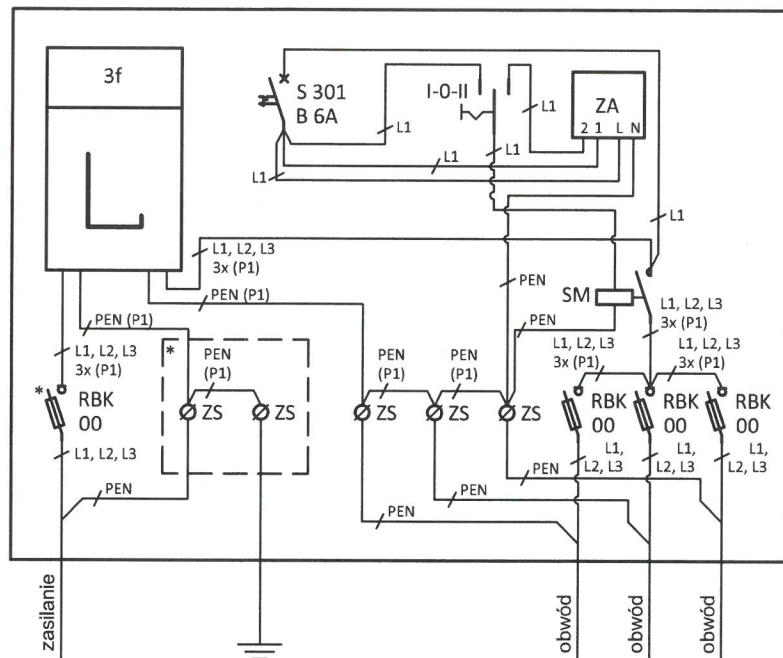 3f
S 301
B 6A
I-0-II
ZA
2 1 L N
L1
L1
L1
L1
L1
L1
L1, L2, L3
3x (P1)
PEN (P1)
PEN
SM
PEN
L1, L2, L3
3x (P1)
PEN (P1)
L1, L2, L3
3x (P1)
*
PEN
(P1)
PEN
(P1)
PEN
(P1)
L1, L2, L3
3x (P1)
L1, L2, L3
3x (P1)
*
RBK
00
ZS
ZS
ZS
ZS
ZS
RBK
00
RBK
00
RBK
00
L1, L2, L3
L1,
L2, L3
L1,
L2, L3
L1,
L2, L3
PEN
PEN
PEN
PEN
zasilanie
obwód
obwód
obwód